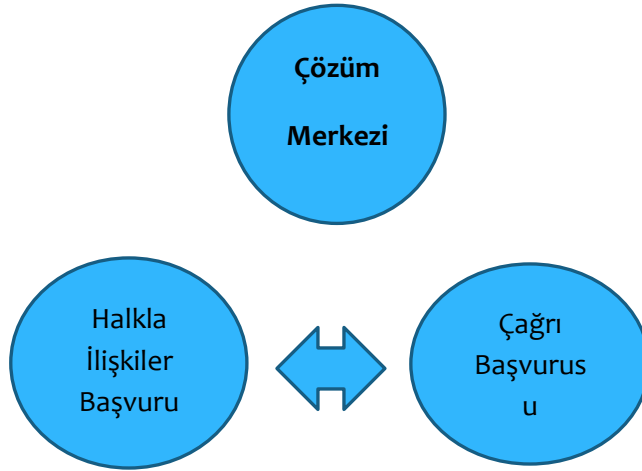 Çözüm
Merkezi
Halkla
İlişkiler
Başvuru
Çağrı
Başvurus
u